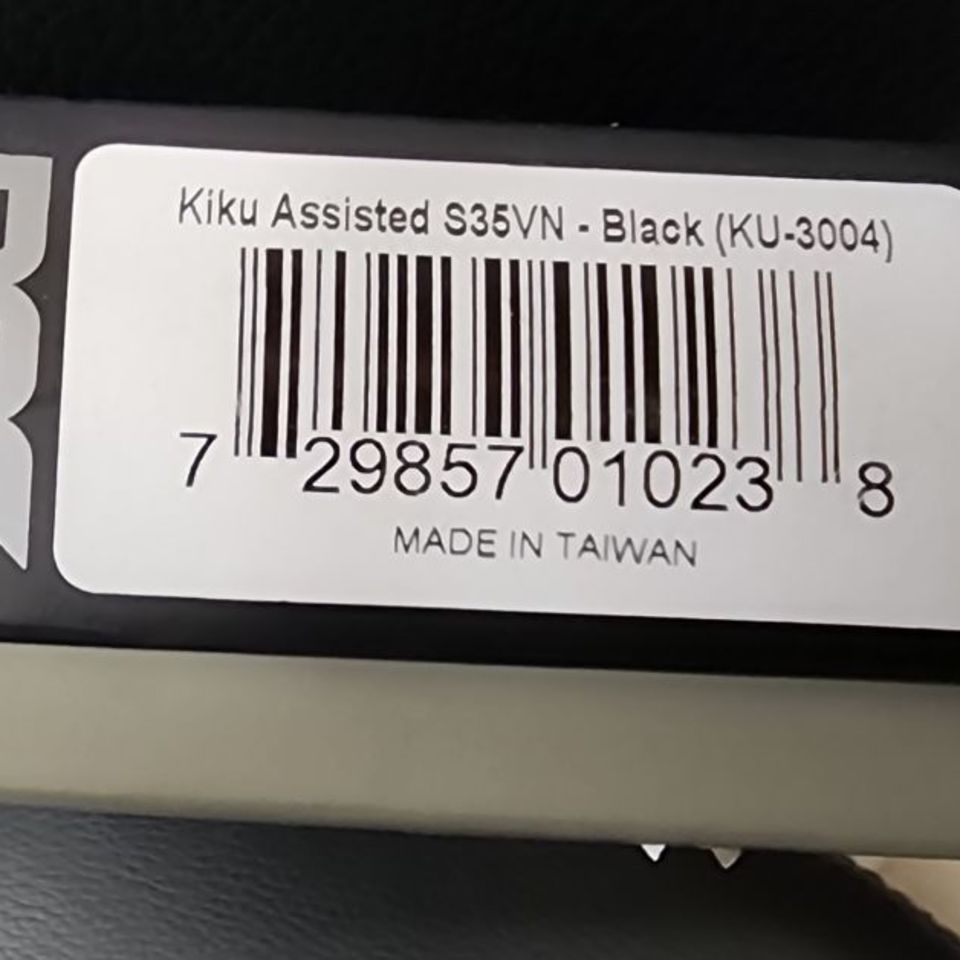 Kiku Assisted S35VN - Black (KU-3004)
7 29857 01023 8
MADE IN TAIWAN